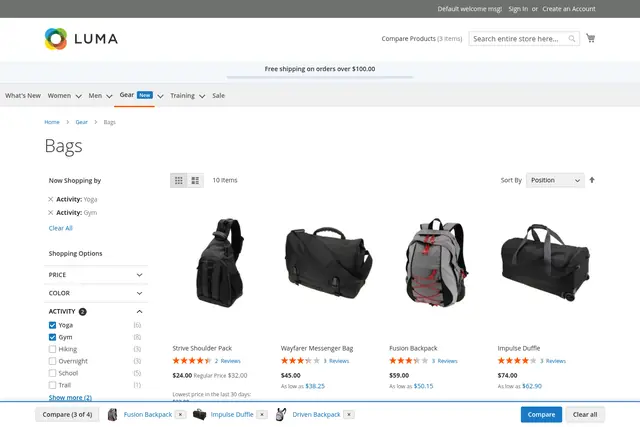 Default welcome msg! Sign In or Create an Account
LUMA
Compare Products (3 items)
Search entire store here...
Free shipping on orders over $100.00
What's New Women Men Gear New Training Sale
Home > Gear > Bags
Bags
Now Shopping by
Activity: Yoga
Activity: Gym
Clear All
Shopping Options
PRICE
COLOR
ACTIVITY 2
Yoga (6)
Gym (8)
Hiking (3)
Overnight (3)
School (5)
Trail (1)
Show more (2)
10 Items
Sort By Position
Strive Shoulder Pack
2 Reviews
$24.00 Regular Price $32.00
Lowest price in the last 30 days:
Wayfarer Messenger Bag
3 Reviews
$45.00
As low as $38.25
Fusion Backpack
3 Reviews
$59.00
As low as $50.15
Impulse Duffle
3 Reviews
$74.00
As low as $62.90
Compare (3 of 4) Fusion Backpack × Impulse Duffle × Driven Backpack × Compare Clear all